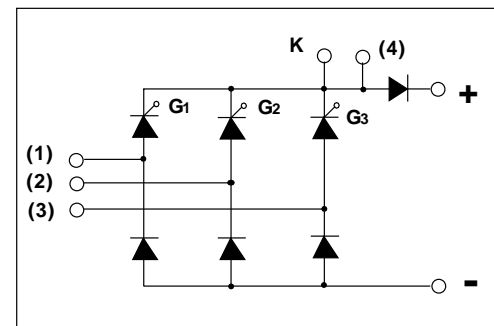 K
(4)
+
G1
G2
G3
(1)
(2)
(3)
-